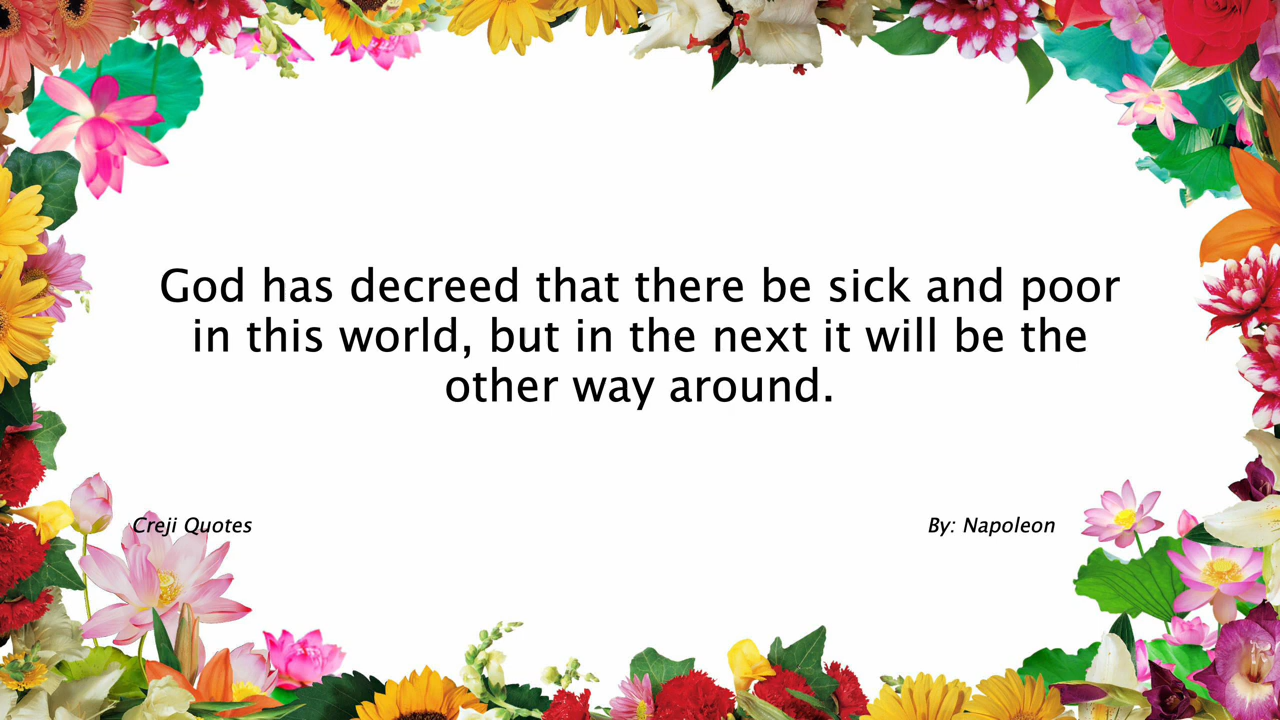 God has decreed that there be sick and poor
in this world, but in the next it will be the
other way around.
Creji Quotes
By: Napoleon